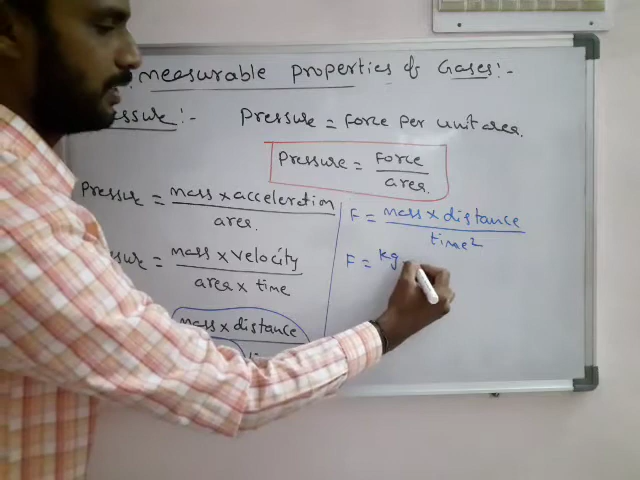 measurable properties of Gases:-
Pressure = Force per unit area.
Pressure = Force / area.
Pressure = mass x acceleration / area.
mass x velocity / area x time
mass x distance
F = mass x distance / time²
F = kg